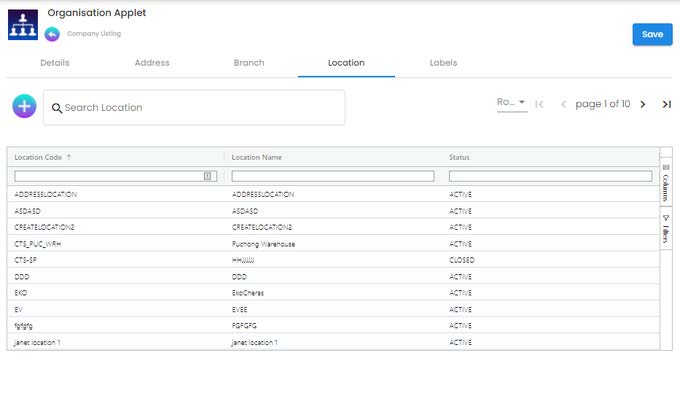 Organisation Applet
Company Listing
Save
Details Address Branch Location Labels
Search Location
Ro... page 1 of 10
Location Code Location Name Status
ADDRESSLOCATION ADDRESSLOCATION ACTIVE
ASDASD ASDASD ACTIVE
CREATELOCATION2 CREATELOCATION2 ACTIVE
CTS_PUC_WRH Puchong Warehouse ACTIVE
CTS-SP CLOSED
DDD DDD ACTIVE
EKO EkoCheras ACTIVE
EV EVEE ACTIVE
fgfgfg FGFGFG ACTIVE
janet location 1 janet location 1 ACTIVE
Columns
Filters